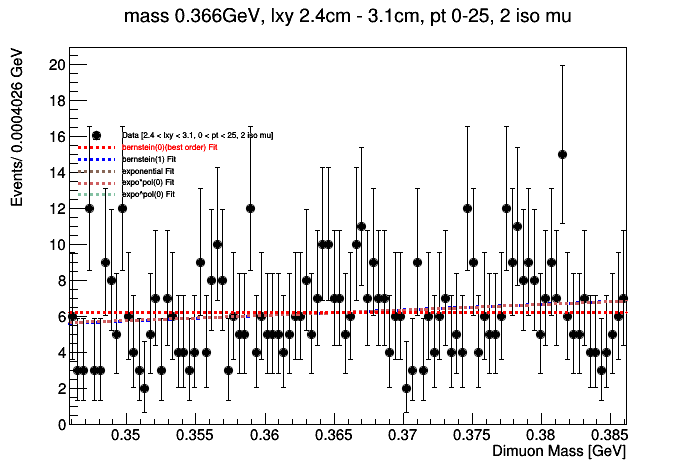 mass 0.366GeV, lxy 2.4cm - 3.1cm, pt 0-25, 2 iso mu
Events/ 0.0004026 GeV
20
18
16
14
12
10
8
6
4
2
0
Data [2.4 < lxy < 3.1, 0 < pt < 25, 2 iso mu]
bernstein(0)(best order) Fit
bernstein(1) Fit
exponential Fit
expo*pol(0) Fit
expo*pol(0) Fit
0.35 0.355 0.36 0.365 0.37 0.375 0.38 0.385
Dimuon Mass [GeV]